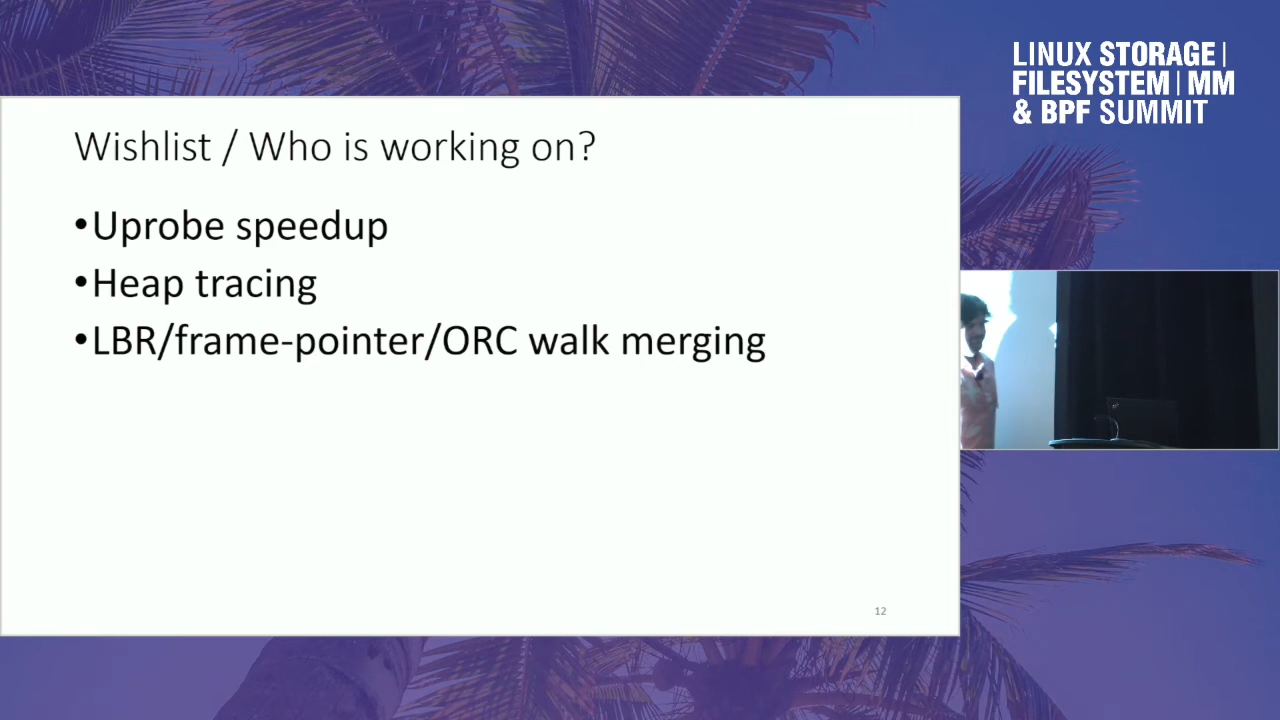 LINUX STORAGE |
FILESYSTEM | MM
& BPF SUMMIT
Wishlist / Who is working on?
•Uprobe speedup
•Heap tracing
•LBR/frame-pointer/ORC walk merging
12